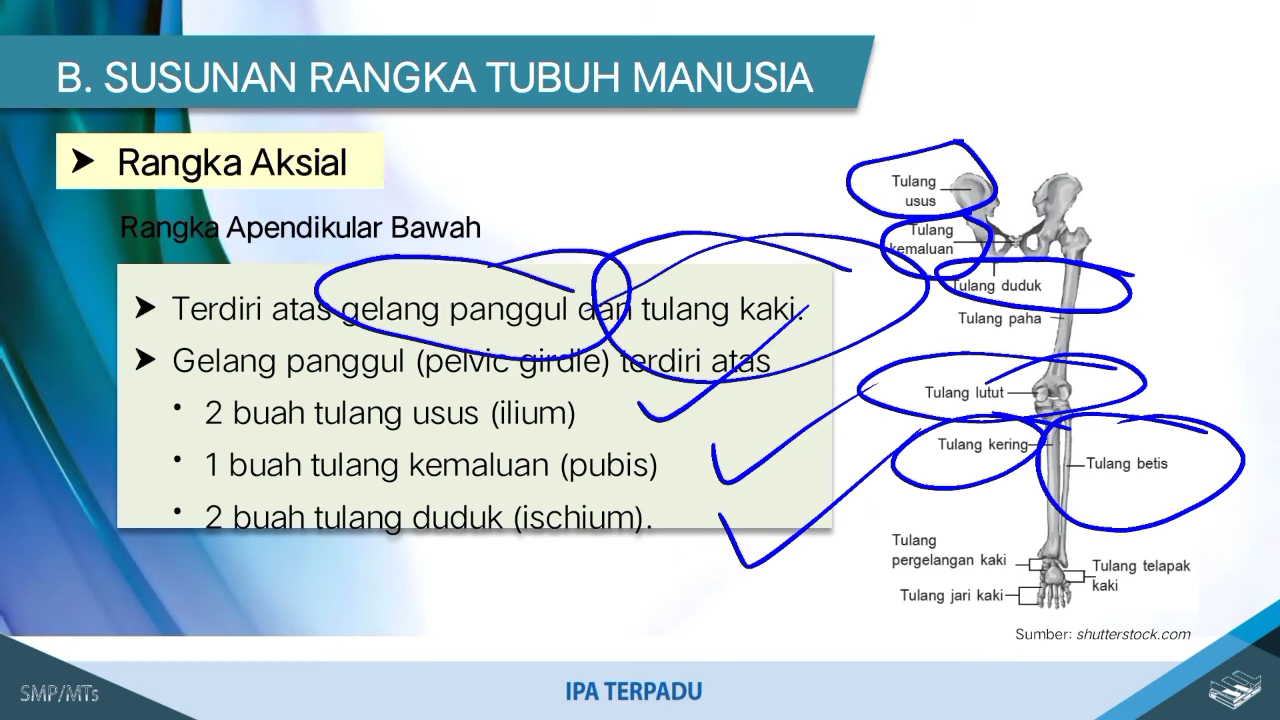 B. SUSUNAN RANGKA TUBUH MANUSIA
➤ Rangka Aksial
Rangka Apendikular Bawah
➤ Terdiri atas gelang panggul dan tulang kaki.
➤ Gelang panggul (pelvic girdle) terdiri atas
• 2 buah tulang usus (ilium)
• 1 buah tulang kemaluan (pubis)
• 2 buah tulang duduk (ischium).
Tulang
usus
Tulang
kemaluan
Tulang duduk
Tulang paha
Tulang lutut
Tulang kering
Tulang betis
Tulang
pergelangan kaki
Tulang telapak
kaki
Tulang jari kaki
Sumber: shutterstock.com
SMP/MTs
IPA TERPADU